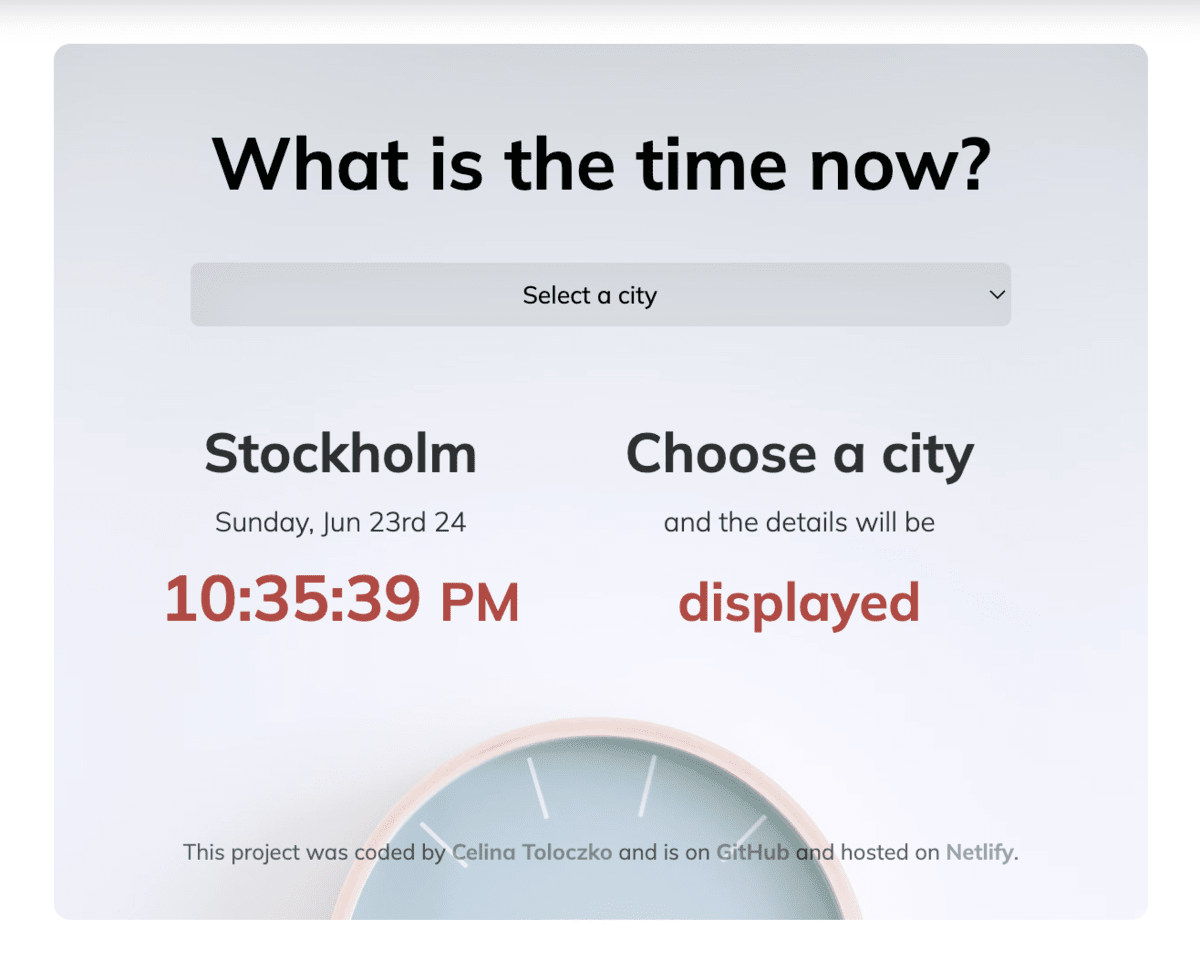 What is the time now?
Select a city
Stockholm
Sunday, Jun 23rd 24
10:35:39 PM
Choose a city
and the details will be
displayed
This project was coded by Celina Toloczko and is on GitHub and hosted on Netlify.